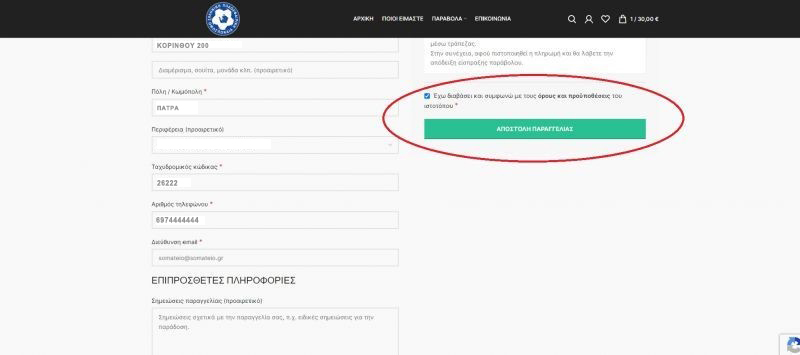 ΑΡΧΙΚΗ ΠΟΙΟΙ ΕΙΜΑΣΤΕ ΠΑΡΑΒΟΛΑ ΕΠΙΚΟΙΝΩΝΙΑ 1 / 30,00 €
ΚΟΡΙΝΘΟΥ 200
Διαμέρισμα, σουίτα, μονάδα κλπ. (προαιρετικό)
Πόλη / Κωμόπολη *
ΠΑΤΡΑ
Περιφέρεια (προαιρετικό)
Ταχυδρομικός κώδικας *
26222
Αριθμός τηλεφώνου *
6974444444
Διεύθυνση email *
somateio@somateio.gr
ΕΠΙΠΡΟΣΘΕΤΕΣ ΠΛΗΡΟΦΟΡΙΕΣ
Σημειώσεις παραγγελίας (προαιρετικό)
Σημειώσεις σχετικά με την παραγγελία σας, π.χ. ειδικές σημειώσεις για την
παράδοση.
μέσω τράπεζας.
Στην συνέχεια, αφού πιστοποιηθεί η πληρωμή και θα λάβετε την
απόδειξη είσπραξης παραβόλου.
Έχω διαβάσει και συμφωνώ με τους όρους και προϋποθέσεις του
ιστοτόπου *
ΑΠΟΣΤΟΛΗ ΠΑΡΑΓΓΕΛΙΑΣ